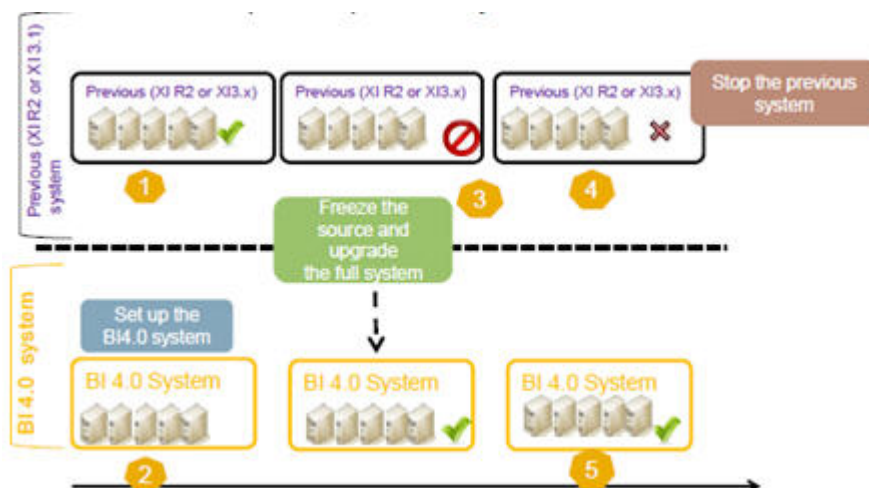 Previous (XI R2 or XI 3.1)
system
Previous (XI R2 or XI3.x)
Previous (XI R2 or XI3.x)
Previous (XI R2 or XI3.x)
Stop the previous
system
1
3
4
Freeze the
source and
upgrade
the full system
BI 4.0 system
Set up the
BI4.0 system
BI 4.0 System
BI 4.0 System
BI 4.0 System
2
5